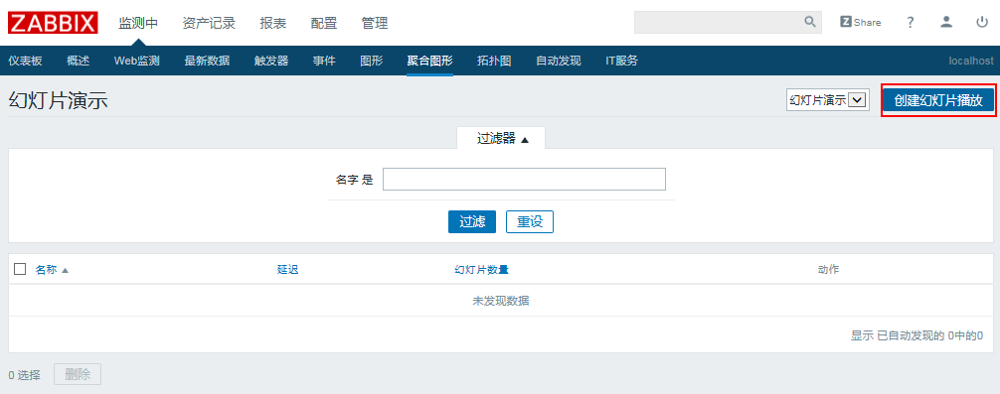 ZABBIX 监测中 资产记录 报表 配置 管理 Z Share ?
仪表板 概述 Web监测 最新数据 触发器 事件 图形 聚合图形 拓扑图 自动发现 IT服务 localhost
幻灯片演示 幻灯片演示 创建幻灯片播放
过滤器
名字 是
过滤 重设
名称 延迟 幻灯片数量 动作
未发现数据
显示 已自动发现的 0中的0
0 选择 删除